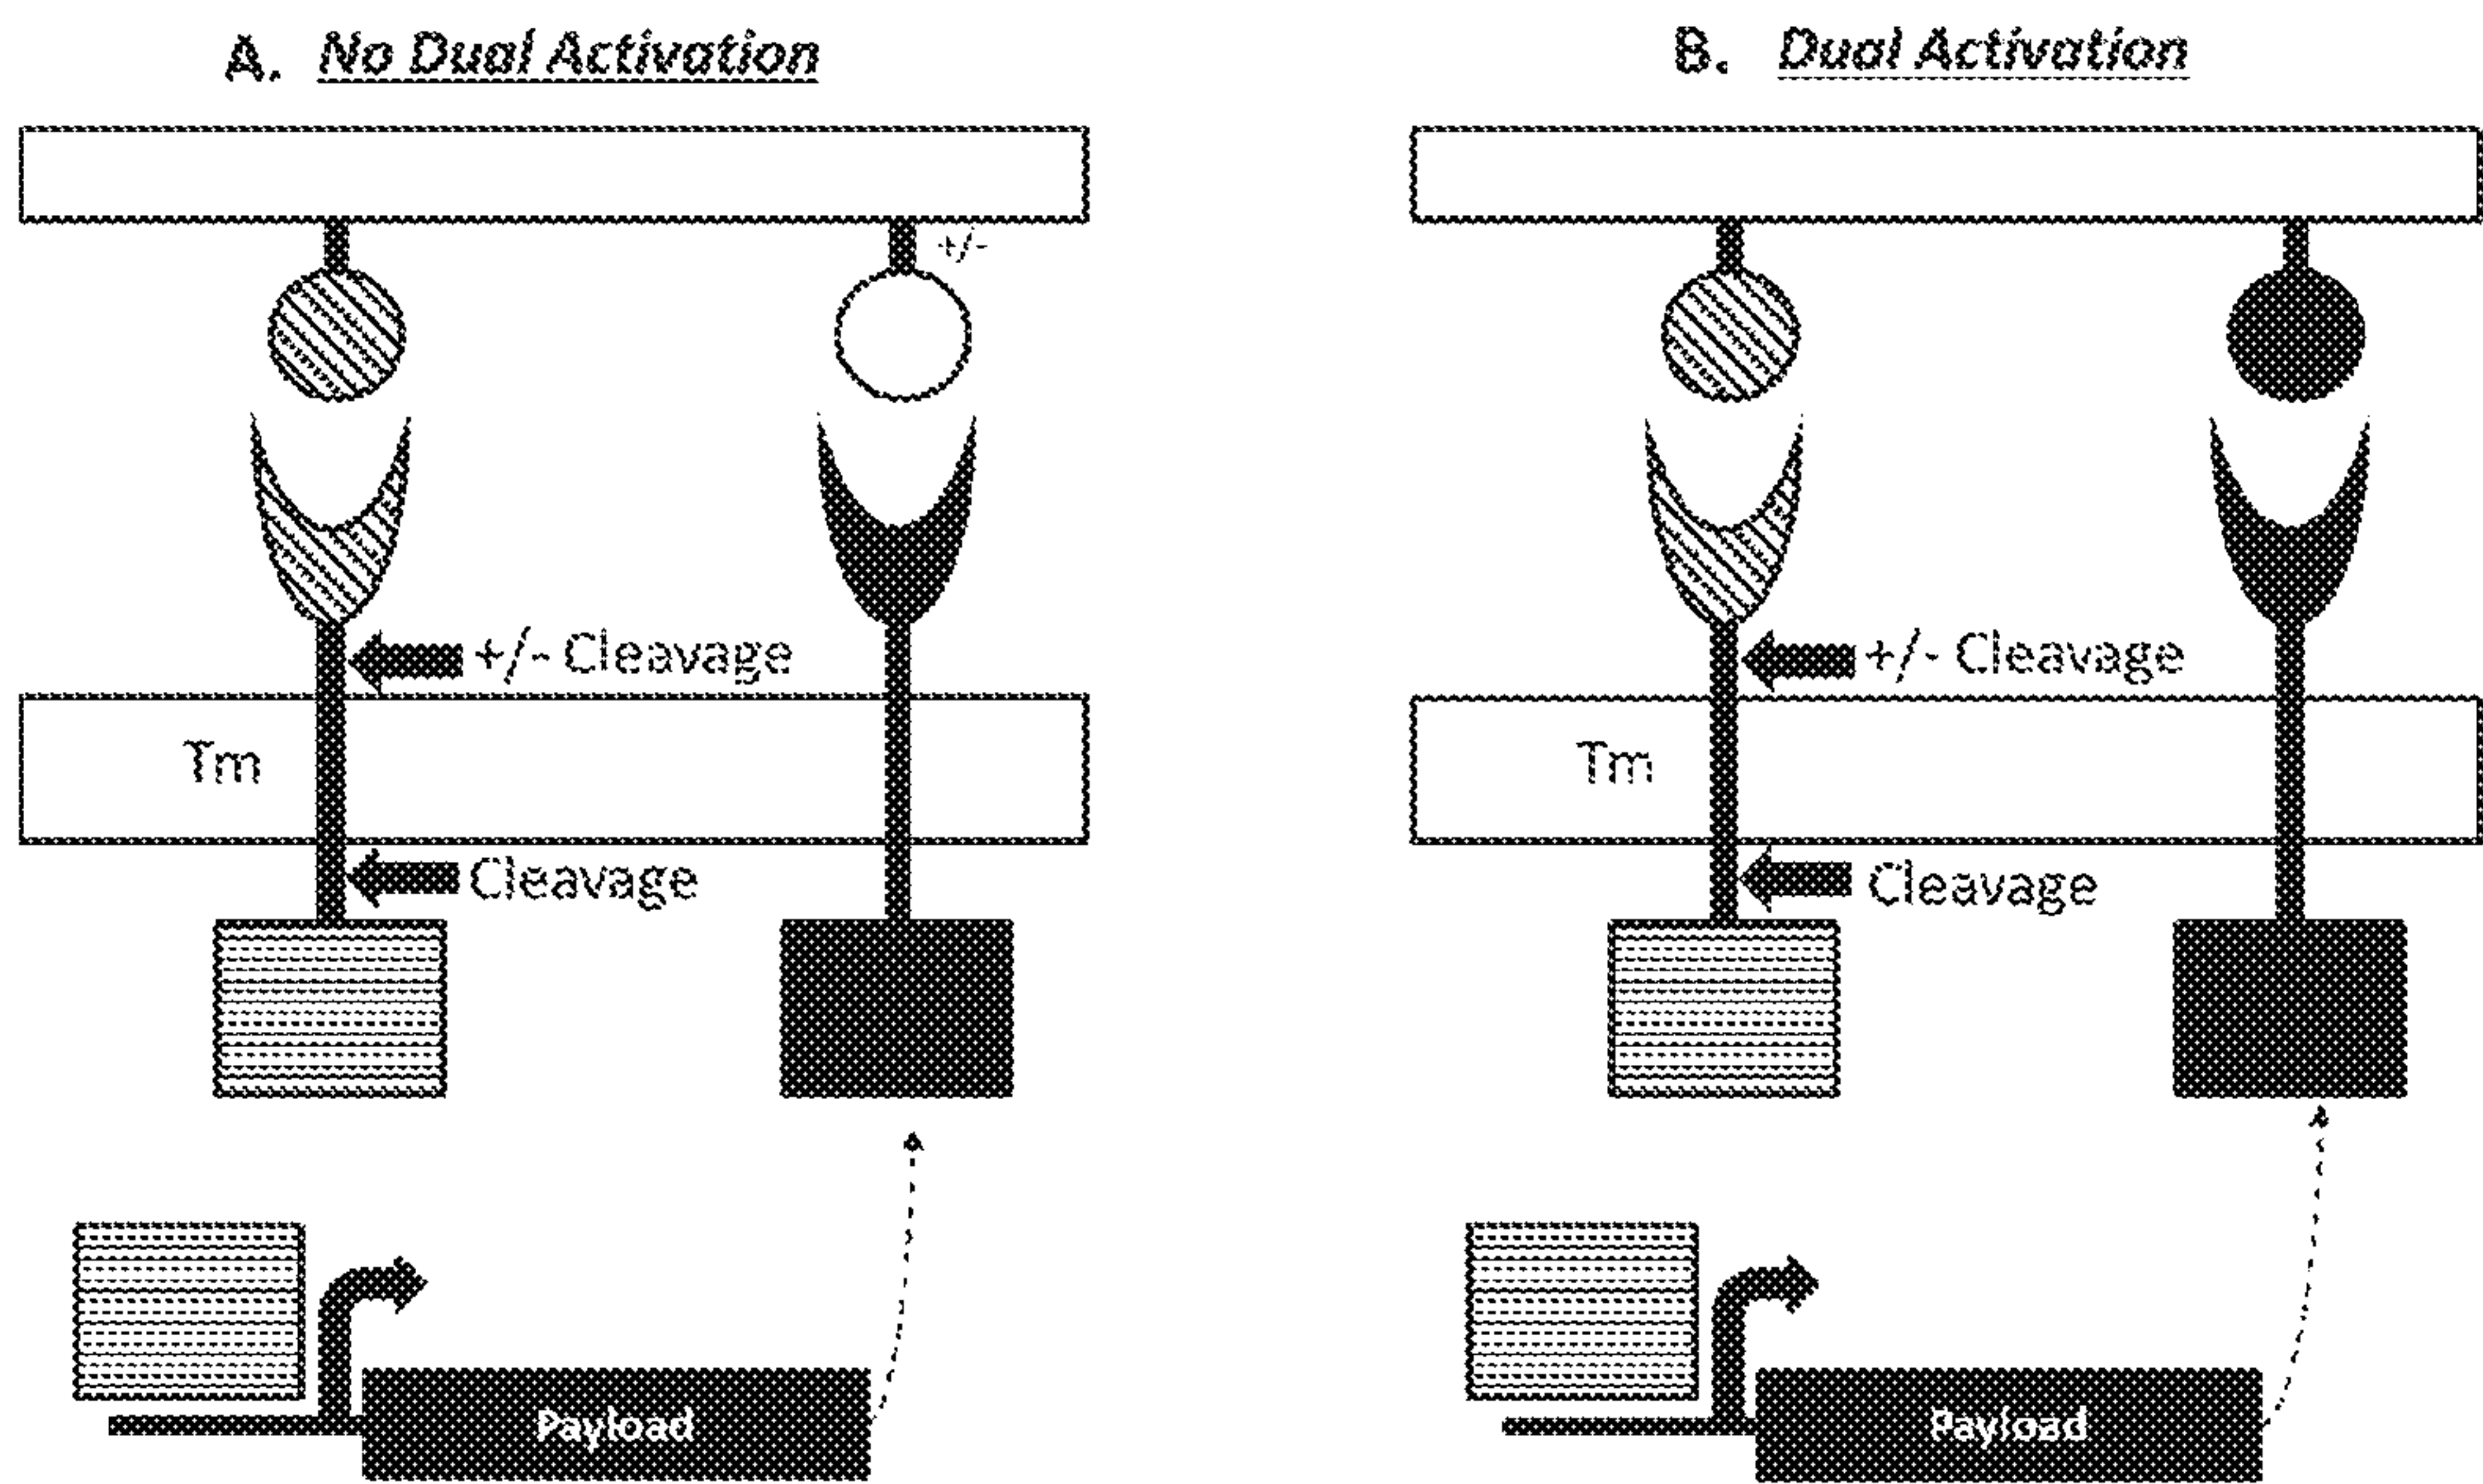 A. No Dual Activation
B. Dual Activation
+/-
+/- Cleavage
+/- Cleavage
Tm
Tm
Cleavage
Cleavage
Payload
Payload